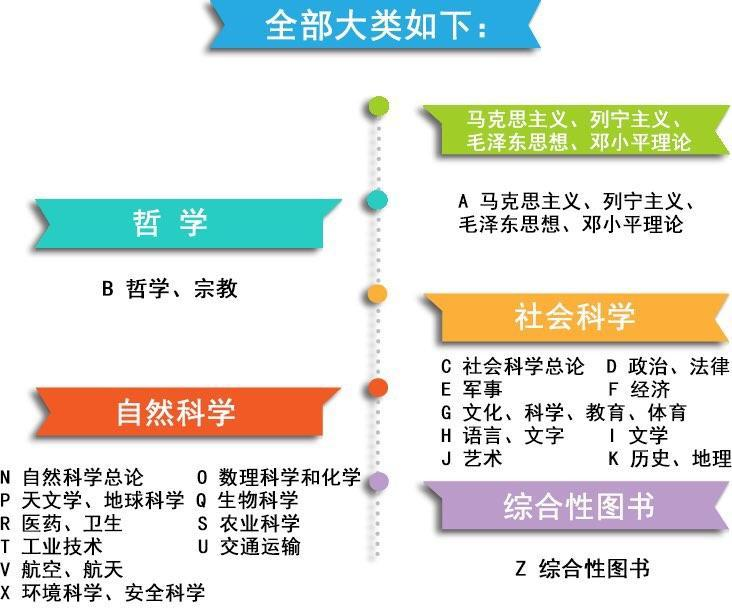 全部大类如下：
马克思主义、列宁主义、
毛泽东思想、邓小平理论
A 马克思主义、列宁主义、
毛泽东思想、邓小平理论
哲 学
B 哲学、宗教
社会科学
C 社会科学总论 D 政治、法律
E 军事 F 经济
G 文化、科学、教育、体育
H 语言、文字 I 文学
J 艺术 K 历史、地理
自然科学
N 自然科学总论 O 数理科学和化学
P 天文学、地球科学 Q 生物科学
R 医药、卫生 S 农业科学
T 工业技术 U 交通运输
V 航空、航天
X 环境科学、安全科学
综合性图书
Z 综合性图书